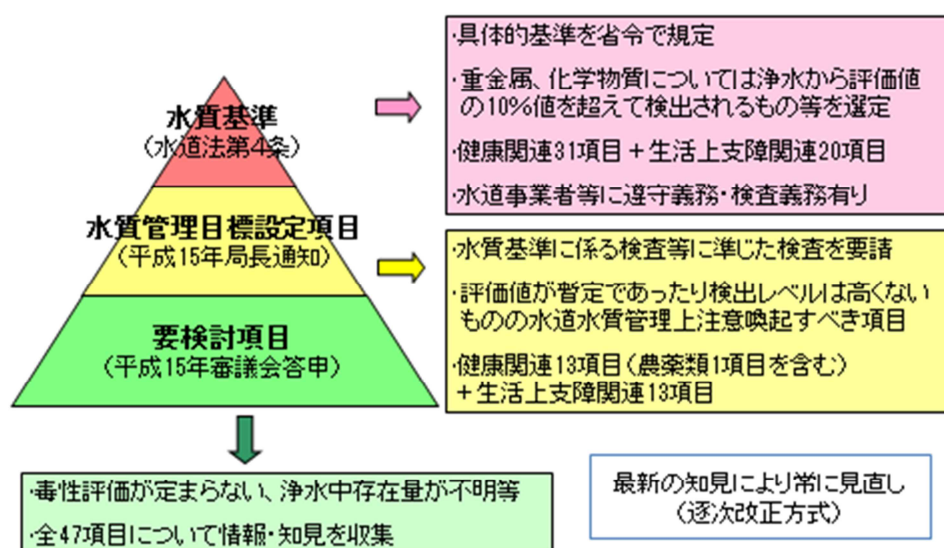 水質基準
(水道法第4条)
水質管理目標設定項目
(平成15年局長通知)
要検討項目
(平成15年審議会答申)
・具体的基準を省令で規定
・重金属、化学物質については浄水から評価値
の10%値を超えて検出されるもの等を選定
・健康関連31項目+生活上支障関連20項目
・水道事業者等に遵守義務・検査義務有り
・水質基準に係る検査等に準じた検査を要請
・評価値が暫定であったり検出レベルは高くない
ものの水道水質管理上注意喚起すべき項目
・健康関連13項目(農薬類1項目を含む)
+生活上支障関連13項目
・毒性評価が定まらない、浄水中存在量が不明等
・全47項目について情報・知見を収集
最新の知見により常に見直し
(逐次改正方式)